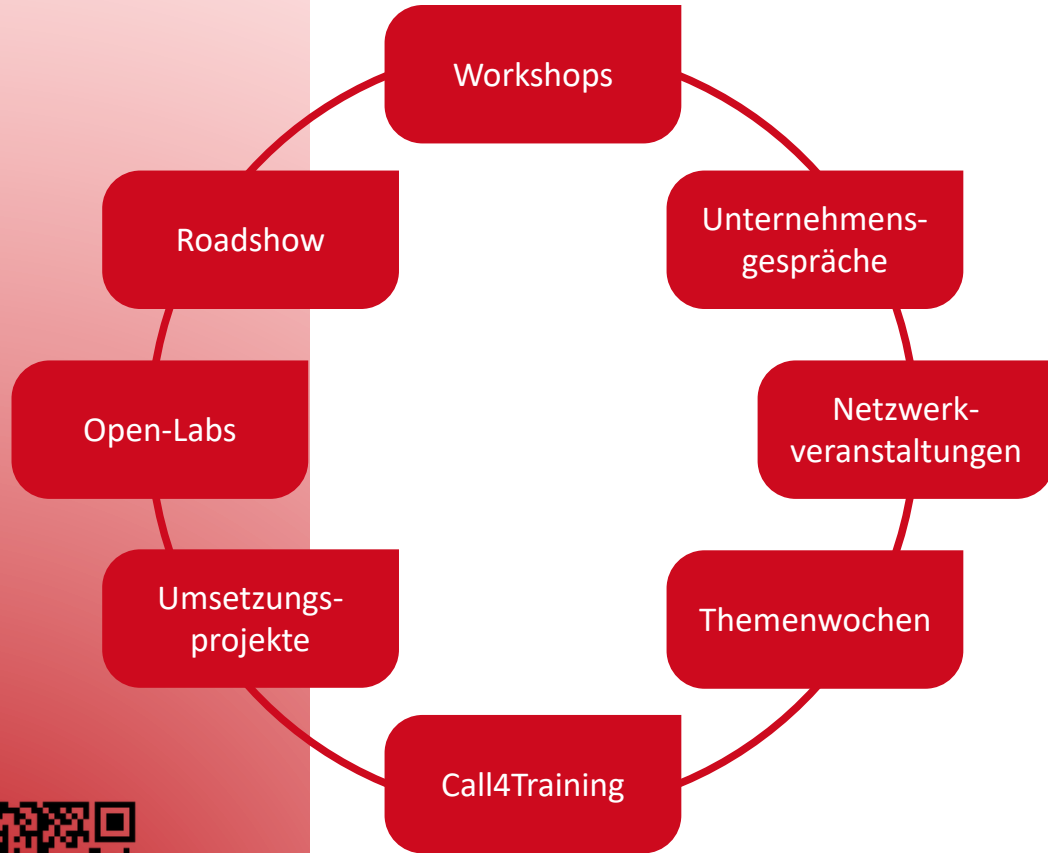 Workshops
Unternehmens-
gespräche
Netzwerk-
veranstaltungen
Themenwochen
Call4Training
Umsetzungs-
projekte
Open-Labs
Roadshow